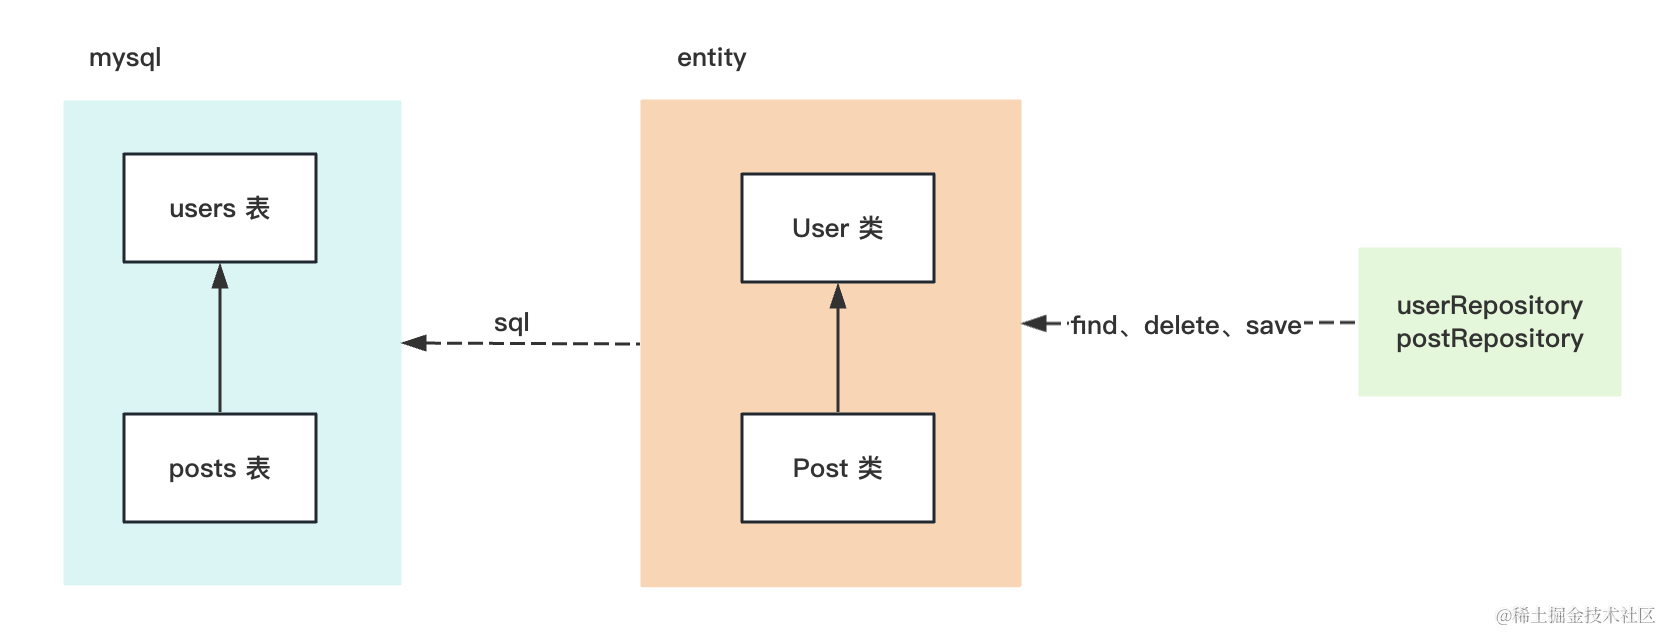 mysql
entity
users 表
User 类
sql
find、delete、save
userRepository
postRepository
posts 表
Post 类
@稀土掘金技术社区